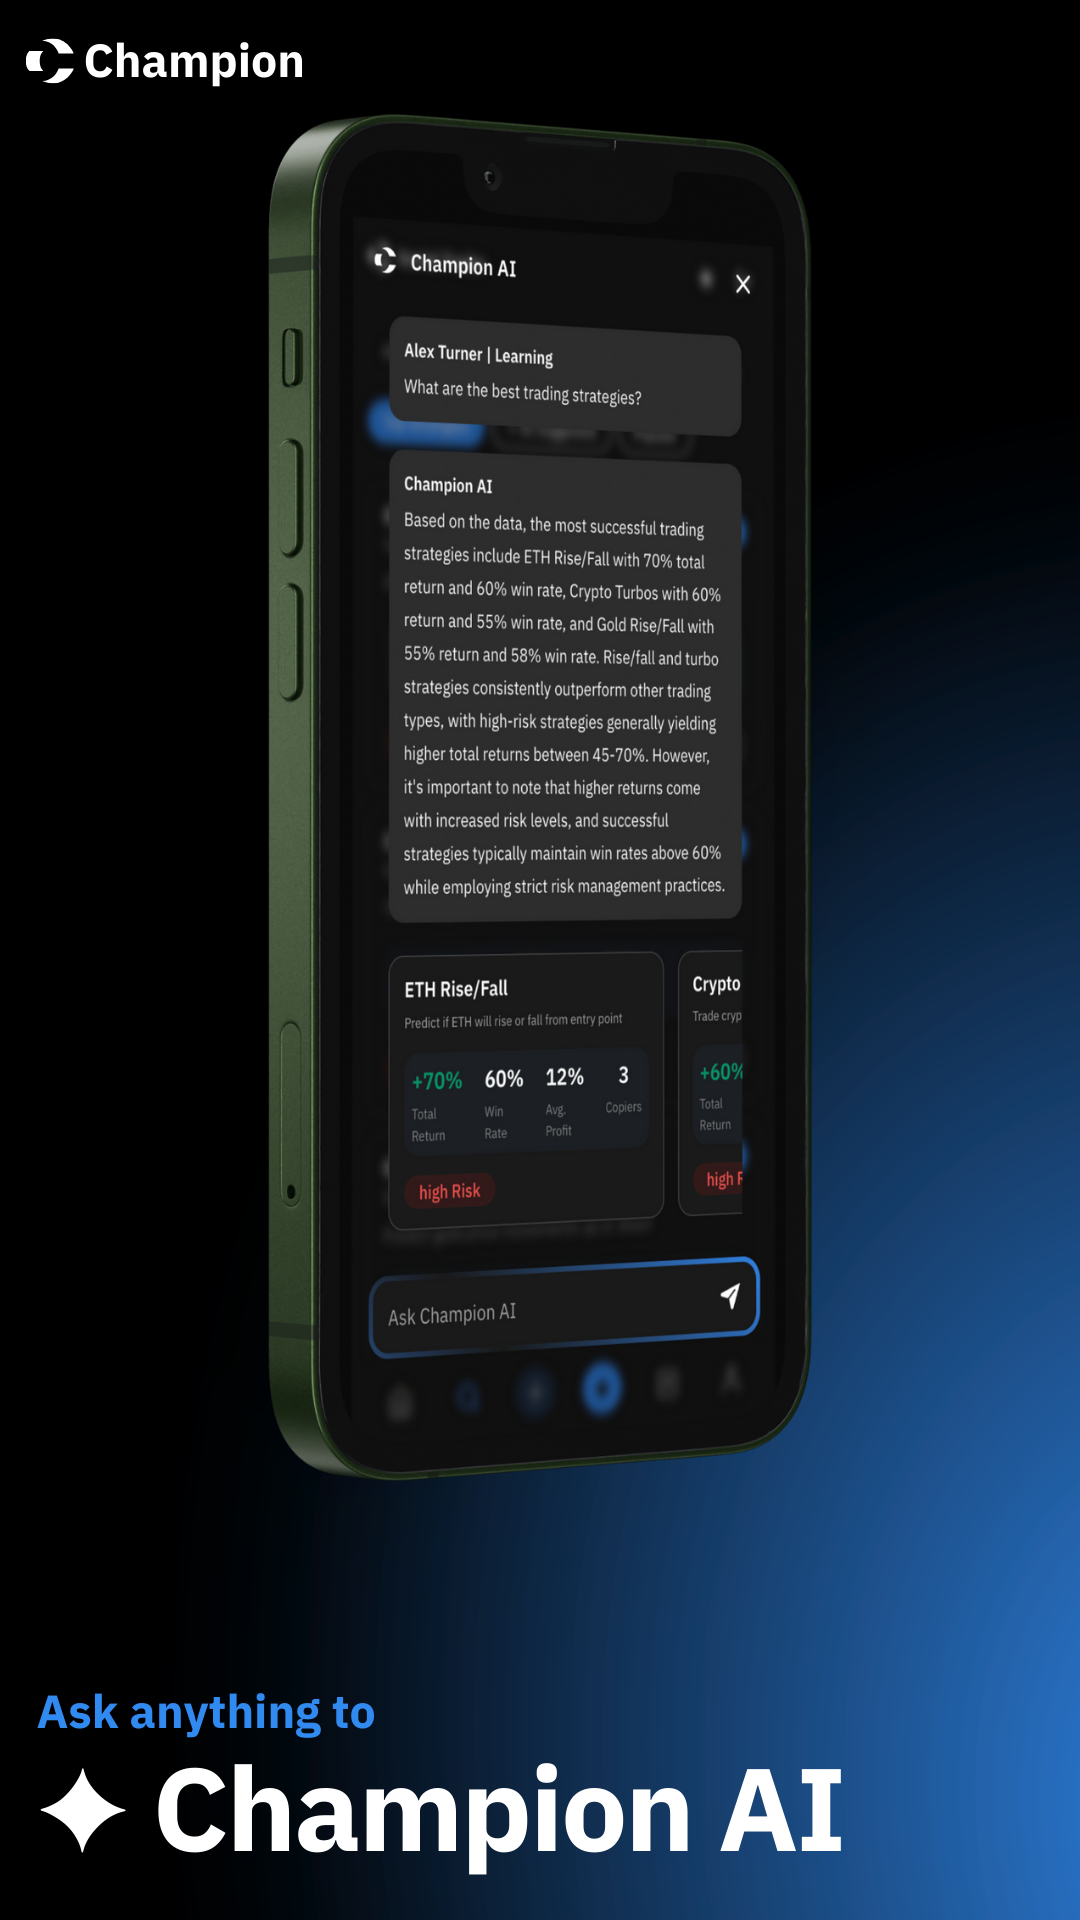 Champion
Champion AI
Alex Turner | Learning
What are the best trading strategies?
Champion AI
Based on the data, the most successful trading
strategies include ETH Rise/Fall with 70% total
return and 60% win rate, Crypto Turbos with 60%
return and 55% win rate, and Gold Rise/Fall with
55% return and 58% win rate. Rise/fall and turbo
strategies consistently outperform other trading
types, with high-risk strategies generally yielding
higher total returns between 45-70%. However,
it's important to note that higher returns come
with increased risk levels, and successful
strategies typically maintain win rates above 60%
while employing strict risk management practices.
ETH Rise/Fall
Predict if ETH will rise or fall from entry point
+70% 60% 12% 3
Total Win Avg. Copiers
Return Rate Profit
high Risk
Crypto
Trade cryp
+60%
Total
Return
high R
Ask Champion AI
Ask anything to
Champion AI